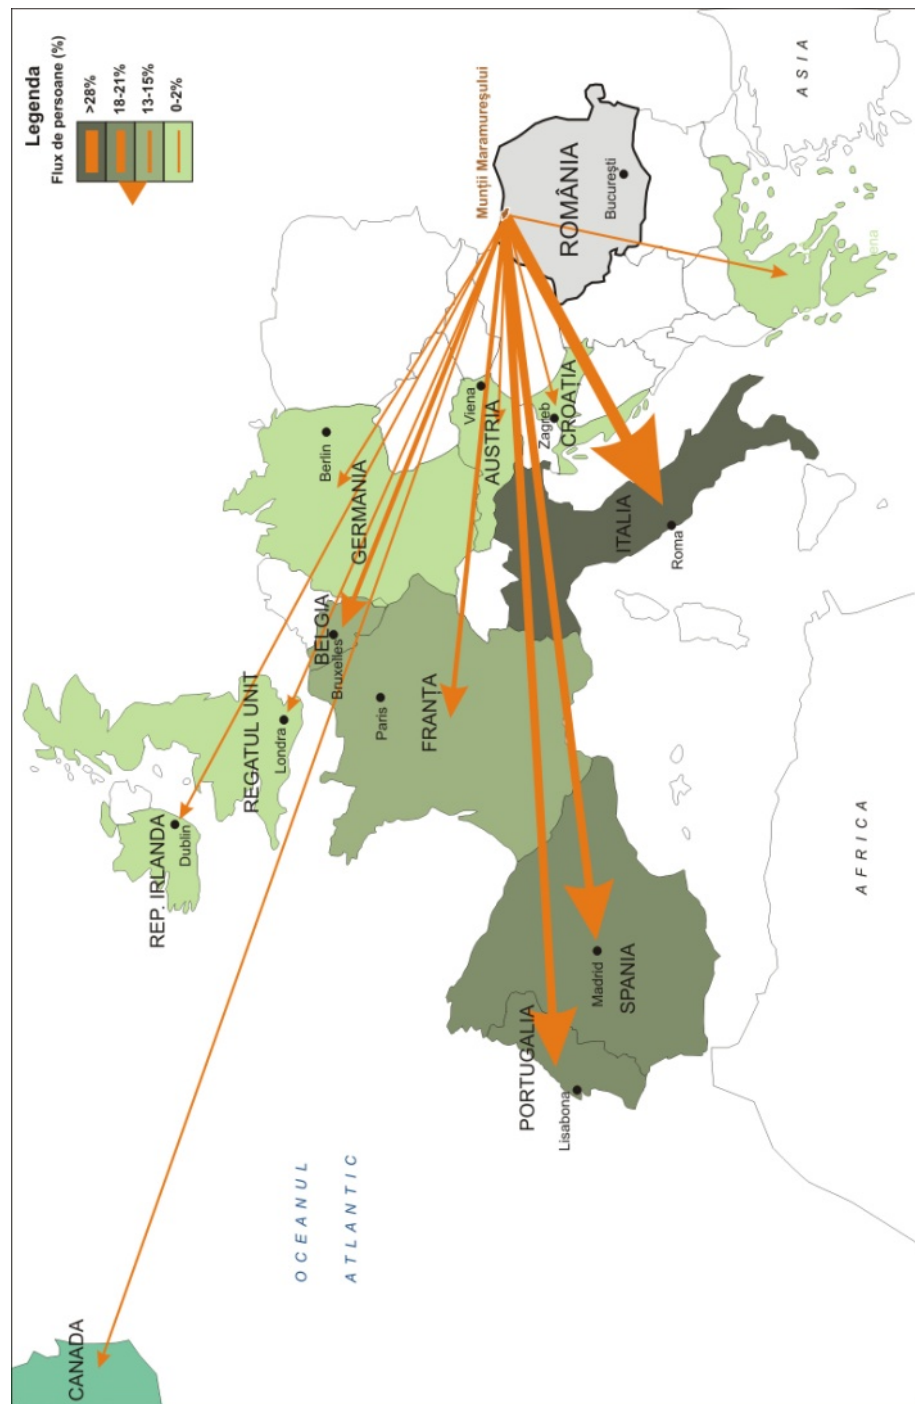 Legenda
Flux de persoane (%)
>28%
18-21%
13-15%
0-2%
CANADA
OCEANUL
ATLANTIC
REP. IRLANDA
Dublin
REGATUL UNIT
Londra
BELGIA
Bruxelles
GERMANIA
Berlin
Paris
FRANȚA
Viena
AUSTRIA
Zagreb
CROAȚIA
Munții Maramureșului
ROMÂNIA
București
PORTUGALIA
Lisabona
Madrid
SPANIA
ITALIA
Roma
ena
AFRICA
ASIA